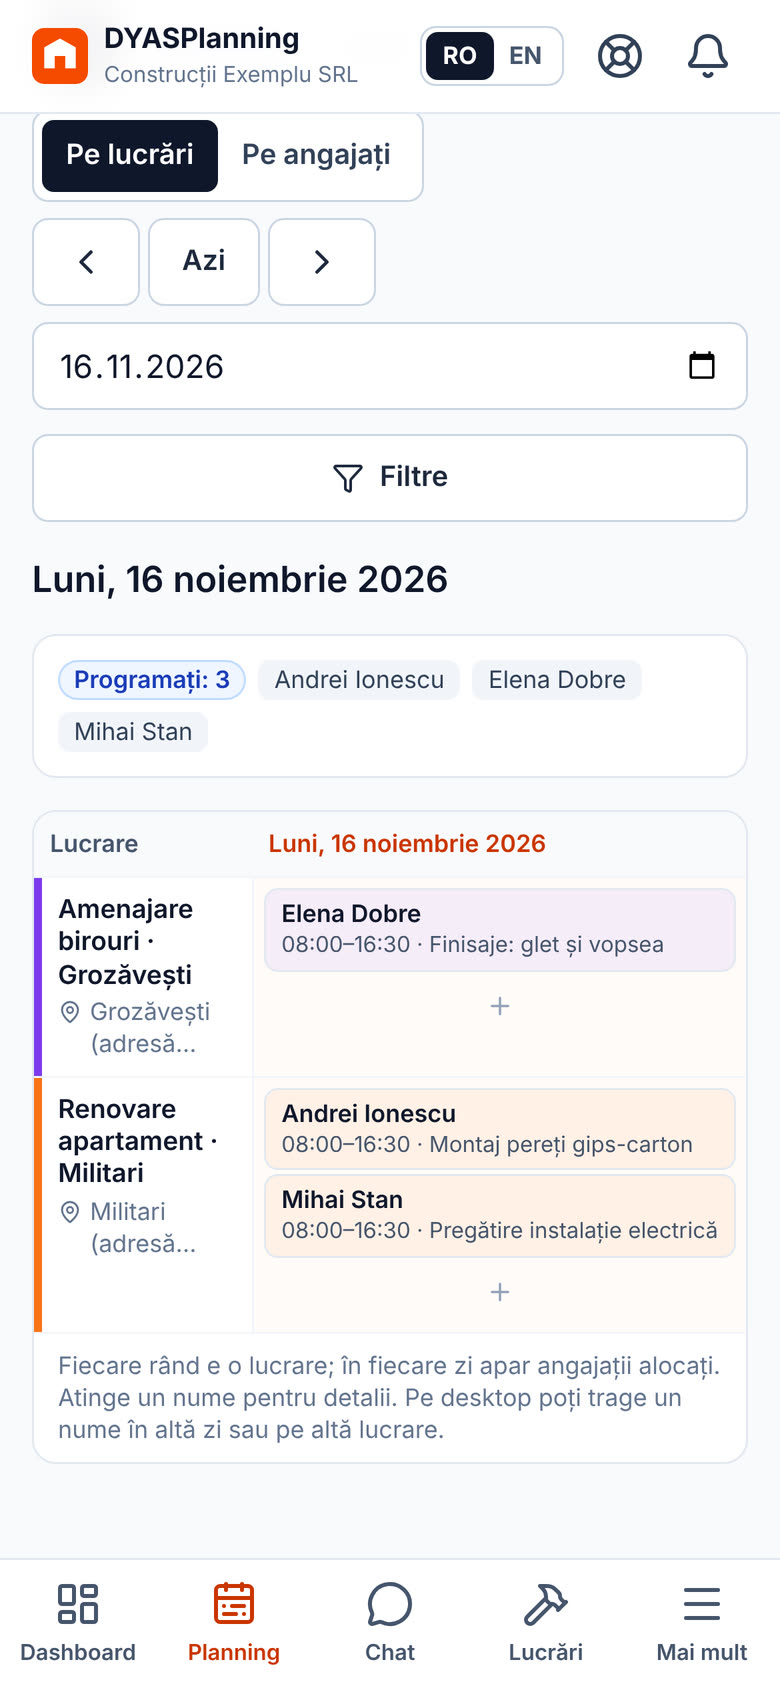 DYASPlanning
Construcții Exemplu SRL
RO EN
Pe lucrări Pe angajați
Azi
16.11.2026
Filtre
Luni, 16 noiembrie 2026
Programați: 3 Andrei Ionescu Elena Dobre
Mihai Stan
Lucrare Luni, 16 noiembrie 2026
Amenajare
birouri ·
Grozăvești
Grozăvești
(adresă...
Elena Dobre
08:00–16:30 · Finisaje: glet și vopsea
+
Renovare
apartament ·
Militari
Militari
(adresă...
Andrei Ionescu
08:00–16:30 · Montaj pereți gips-carton
Mihai Stan
08:00–16:30 · Pregătire instalație electrică
+
Fiecare rând e o lucrare; în fiecare zi apar angajații alocați.
Atinge un nume pentru detalii. Pe desktop poți trage un
nume în altă zi sau pe altă lucrare.
Dashboard Planning Chat Lucrări Mai mult